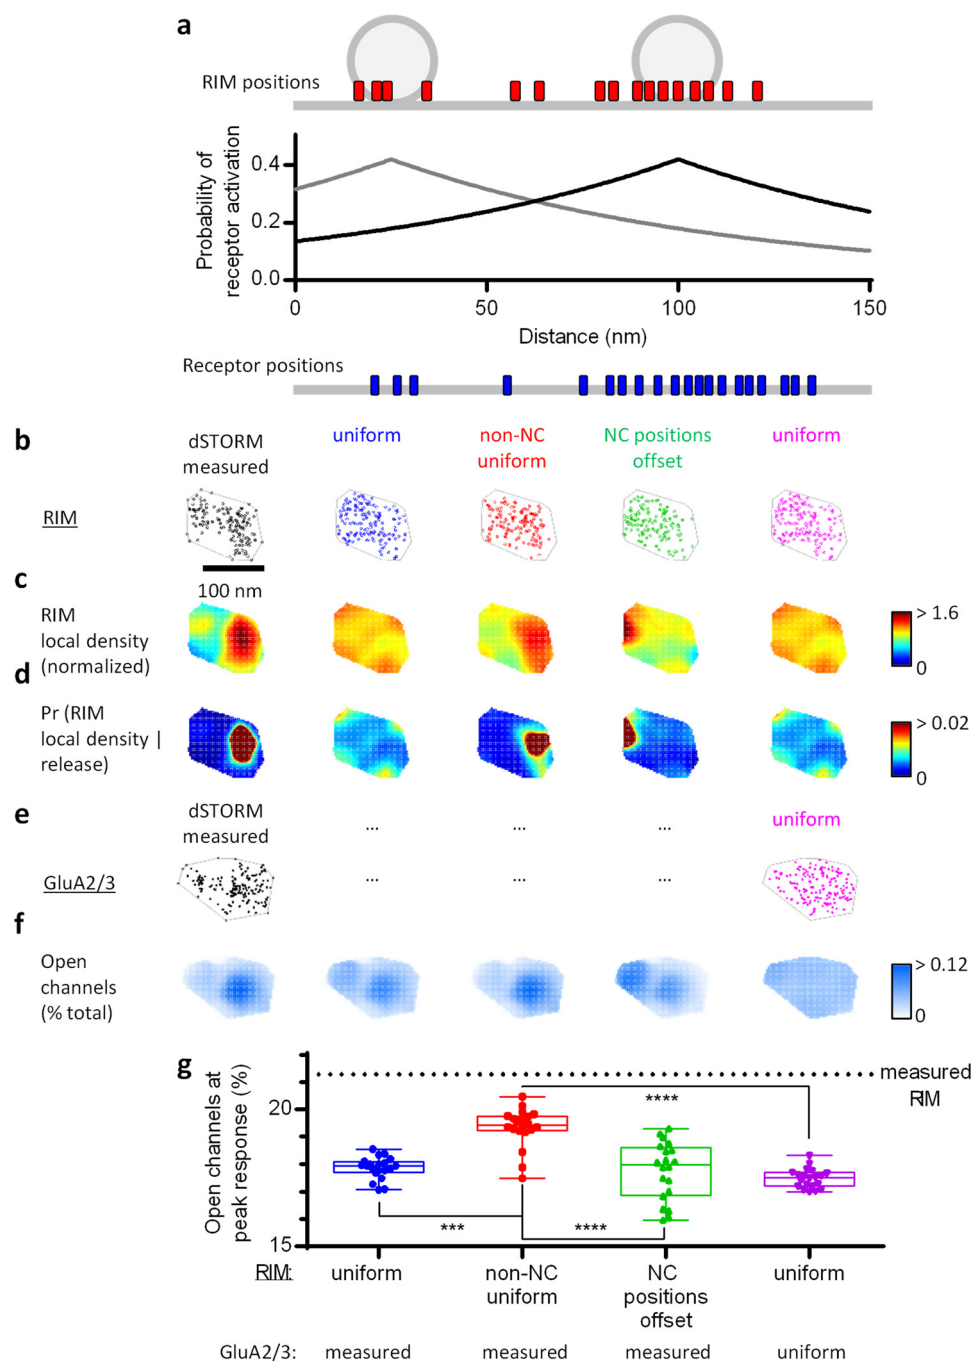 a
RIM positions
Probability of
receptor activation
0.4
0.2
0.0
0 50 100 150
Distance (nm)
Receptor positions
b
dSTORM
measured
uniform
non-NC
uniform
NC positions
offset
uniform
RIM
100 nm
c
RIM
local density
(normalized)
> 1.6
0
d
Pr (RIM
local density |
release)
> 0.02
0
e
dSTORM
measured
... ... ...
uniform
GluA2/3
... ... ...
f
Open
channels
(% total)
> 0.12
0
g
Open channels at
peak response (%)
20
15
measured
RIM
****
***
****
RIM:
uniform
non-NC
uniform
NC
positions
offset
uniform
GluA2/3: measured measured measured uniform